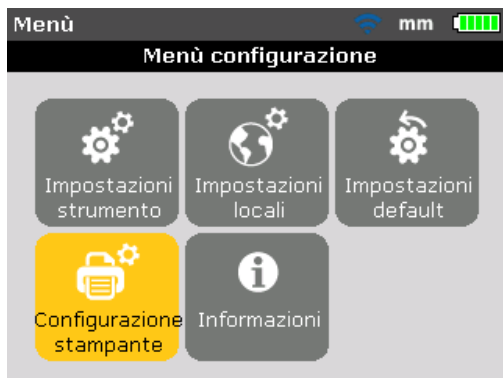 Menù
mm
Menù configurazione
Impostazioni
strumento
Impostazioni
locali
Impostazioni
default
Configurazione
stampante
Informazioni